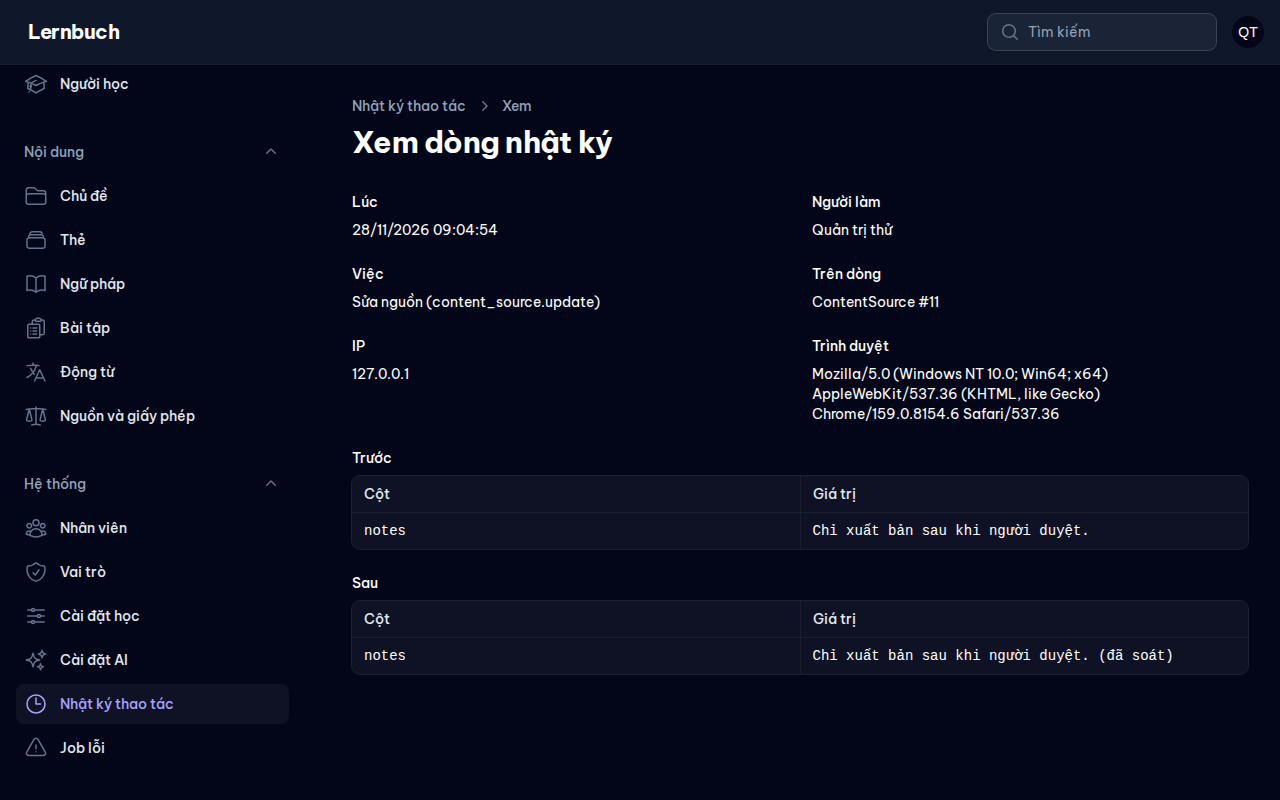 Lernbuch
Tìm kiếm
QT
Người học
Nội dung
Chủ đề
Thẻ
Ngữ pháp
Bài tập
Động từ
Nguồn và giấy phép
Hệ thống
Nhân viên
Vai trò
Cài đặt học
Cài đặt AI
Nhật ký thao tác
Job lỗi
Nhật ký thao tác
Xem
Xem dòng nhật ký
Lúc
28/11/2026 09:04:54
Người làm
Quản trị thử
Việc
Sửa nguồn (content_source.update)
Trên dòng
ContentSource #11
IP
127.0.0.1
Trình duyệt
Mozilla/5.0 (Windows NT 10.0; Win64; x64)
AppleWebKit/537.36 (KHTML, like Gecko)
Chrome/159.0.8154.6 Safari/537.36
Trước
Cột
Giá trị
notes
Chỉ xuất bản sau khi người duyệt.
Sau
Cột
Giá trị
notes
Chỉ xuất bản sau khi người duyệt. (đã soát)